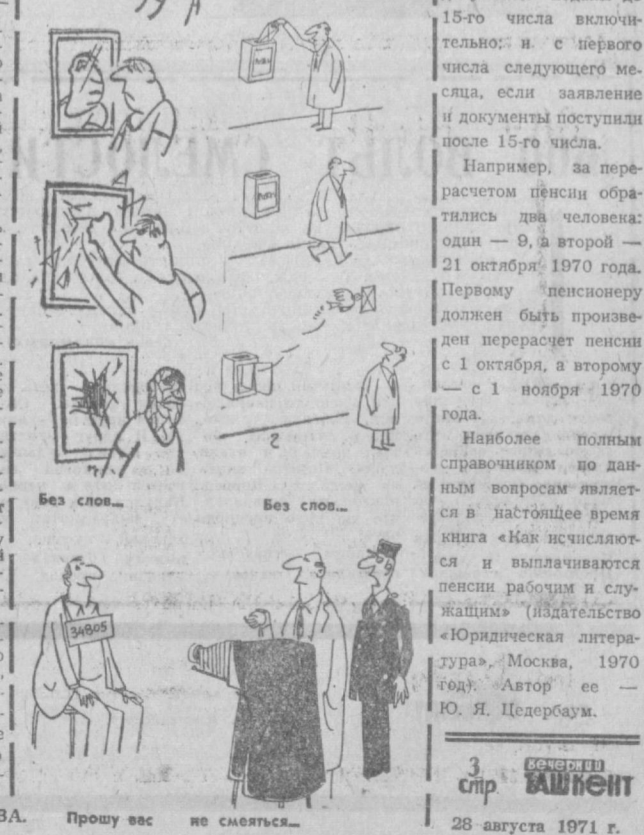 Без слов...
Без слов...
34805
Прошу вас не смеяться...
ВА.
15-го числа включи-
тельно; и с первого
числа следующего ме-
сяца, если заявление
и документы поступили
после 15-го числа.
Например, за пере-
расчетом пенсии обра-
тились два человека:
один — 9, а второй —
21 октября 1970 года.
Первому пенсионеру
должен быть произве-
ден перерасчет пенсии
с 1 октября, а второму
— с 1 ноября 1970
года.
Наиболее полным
справочником по дан-
ным вопросам являет-
ся в настоящее время
книга «Как исчисляют-
ся и выплачиваются
пенсии рабочим и слу-
жащим» (издательство
«Юридическая литера-
тура», Москва, 1970
год). Автор ее —
Ю. Я. Цедербаум.
3 стр.
вечерний
ТАШКЕНТ
28 августа 1971 г.